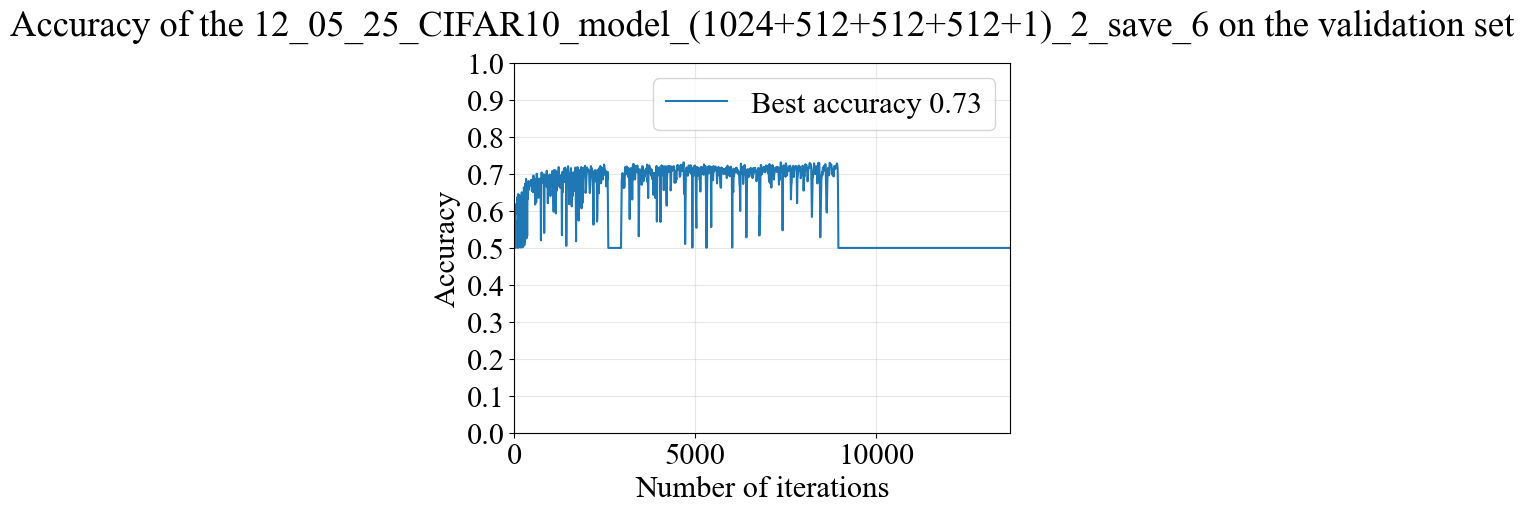 Accuracy of the 12_05_25_CIFAR10_model_(1024+512+512+512+1)_2_save_6 on the validation set
1.0
0.9
0.8
0.7
0.6
0.5
0.4
0.3
0.2
0.1
0.0
Accuracy
Best accuracy 0.73
0 5000 10000
Number of iterations